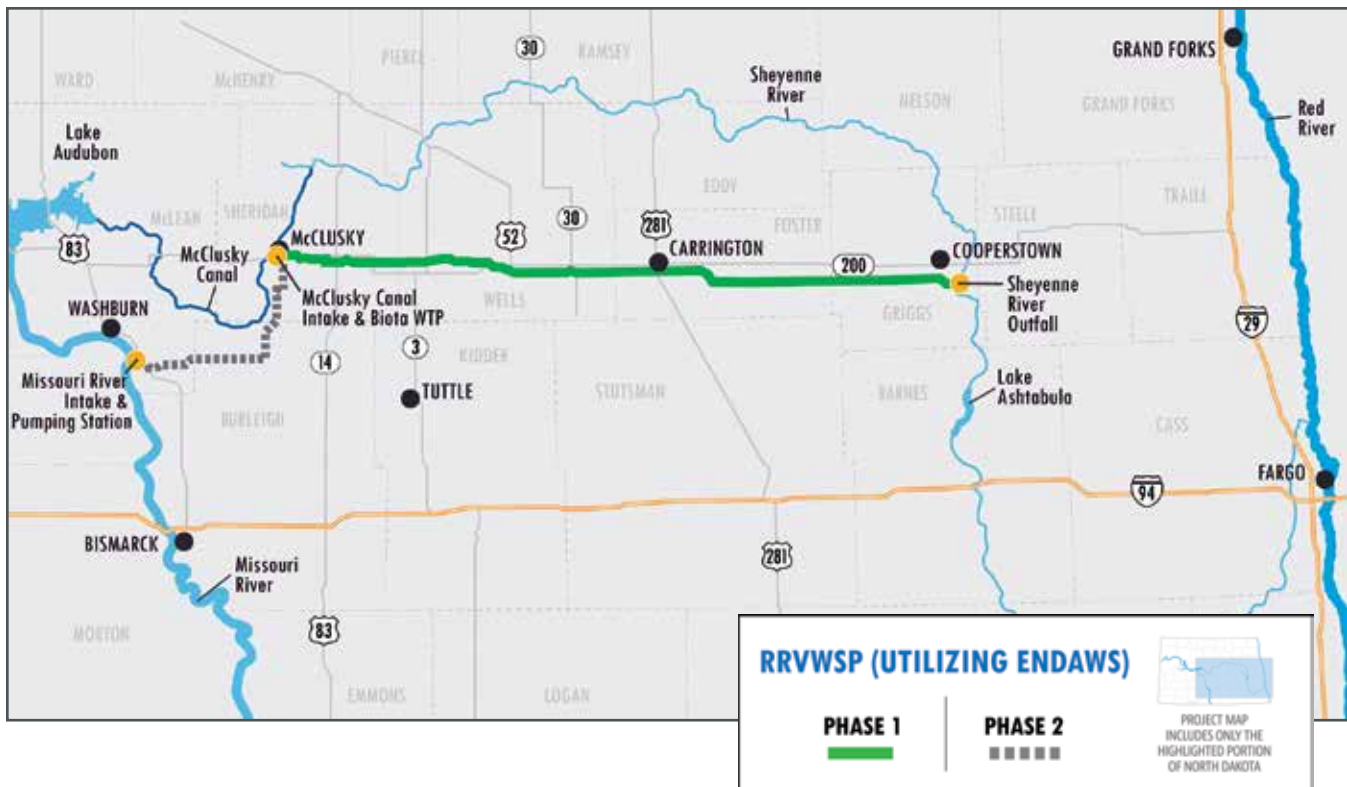 PIERCE
30
RAMSEY
GRAND FORKS
WARD
McHENRY
Sheyenne
River
NELSON
GRAND FORKS
Red
River
Lake
Audubon
EDDY
TRAILL
McLEAN
SHERIDAN
STEELE
83
McCLUSKY
52
30
281
CARRINGTON
FOSTER
COOPERSTOWN
McClusky
Canal
200
McClusky Canal
Intake & Biota WTP
WELLS
Sheyenne
River
Outfall
WASHBURN
GRIGGS
29
14
3
KIDDER
Missouri River
Intake &
Pumping Station
TUTTLE
STUTSMAN
BARNES
Lake
Ashtabula
BURLEIGH
CASS
FARGO
94
BISMARCK
281
Missouri
River
MORTON
83
EMMONS
LOGAN
RRVWSP (UTILIZING ENDAWS)
PHASE 1
PHASE 2
PROJECT MAP
INCLUDES ONLY THE
HIGHLIGHTED PORTION
OF NORTH DAKOTA